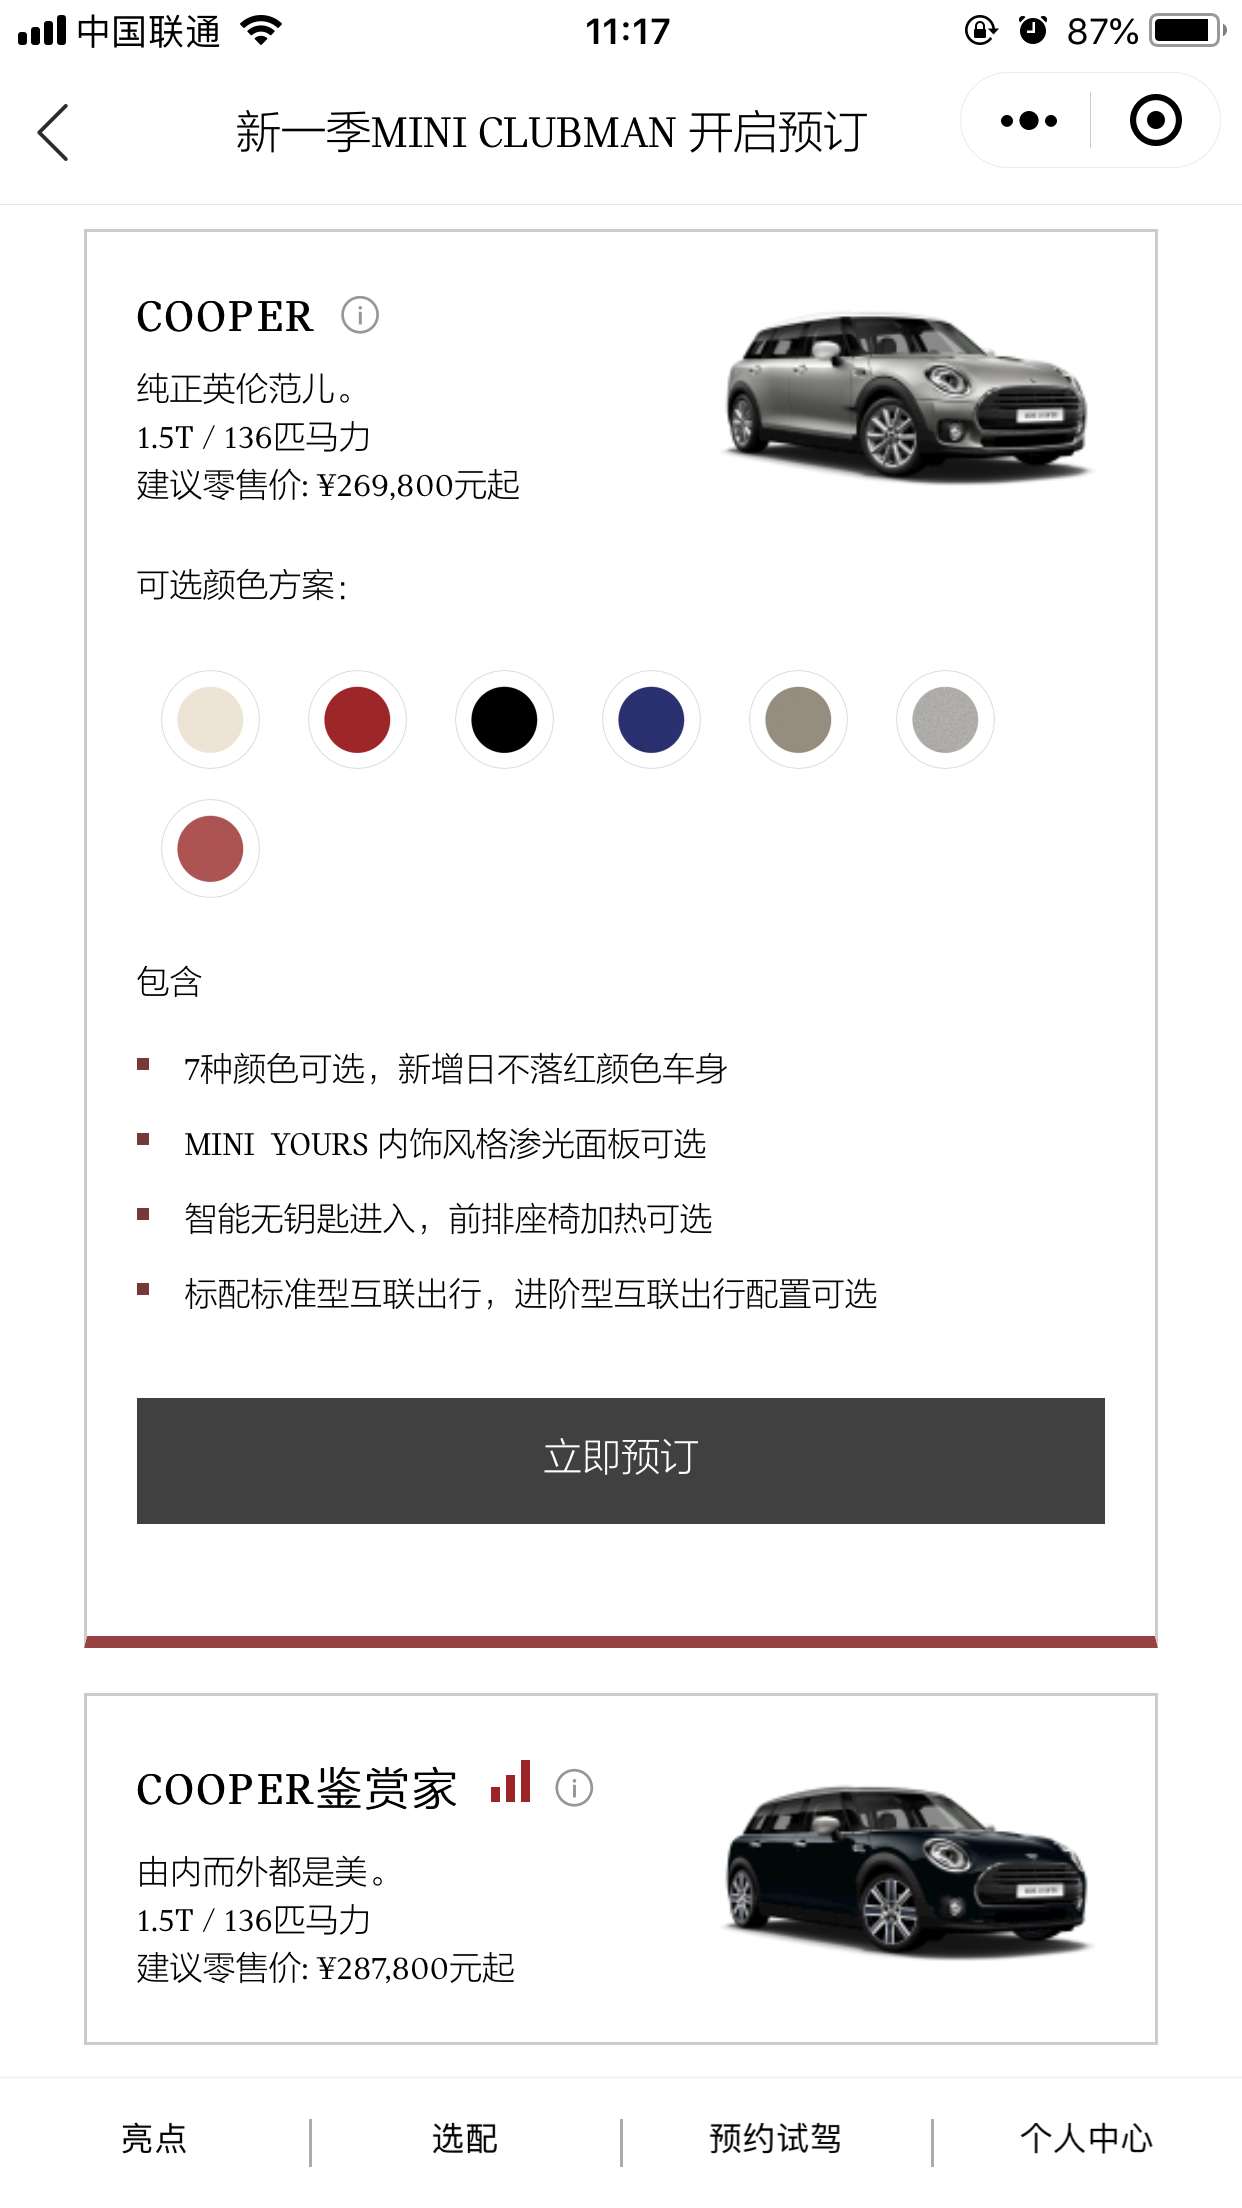 中国联通
11:17
87%
新一季MINI CLUBMAN 开启预订
COOPER
纯正英伦范儿。
1.5T / 136匹马力
建议零售价: ¥269,800元起
可选颜色方案:
包含
7种颜色可选，新增日不落红颜色车身
MINI YOURS 内饰风格渗光面板可选
智能无钥匙进入，前排座椅加热可选
标配标准型互联出行，进阶型互联出行配置可选
立即预订
COOPER鉴赏家
由内而外都是美。
1.5T / 136匹马力
建议零售价: ¥287,800元起
亮点
选配
预约试驾
个人中心